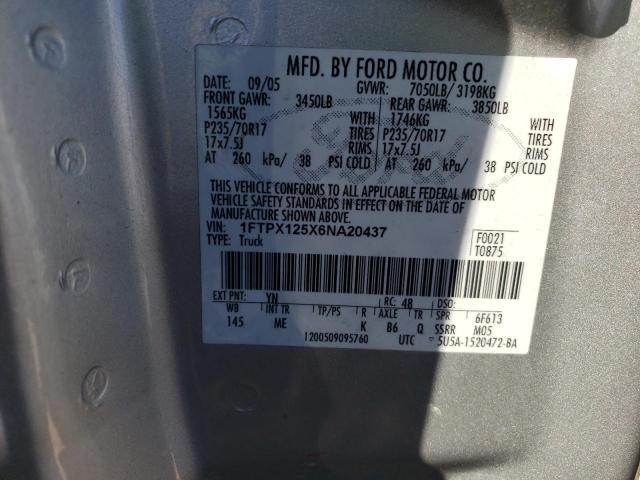 MFD. BY FORD MOTOR CO.
DATE: 09/05 GVWR: 7050LB/ 3198KG
FRONT GAWR: 3450LB REAR GAWR: 3850LB
1565KG 1746KG
P235/70R17 TIRES P235/70R17 TIRES
17x7.5J RIMS 17x7.5J RIMS
AT 260 kPa/ 38 PSI COLD AT 260 kPa/ 38 PSI COLD
THIS VEHICLE CONFORMS TO ALL APPLICABLE FEDERAL MOTOR
VEHICLE SAFETY STANDARDS IN EFFECT ON THE DATE OF
MANUFACTURE SHOWN ABOVE.
VIN: 1FTPX125X6NA20437
TYPE: Truck
F0021
T0875
EXT PNT: YN RC: 48 DSO:
WB INT TR TP/PS R AXLE TR SPR 6F613
145 ME K B6 Q SSRR M05
1200509095760 UTC 5U5A-1520472-BA
Ford